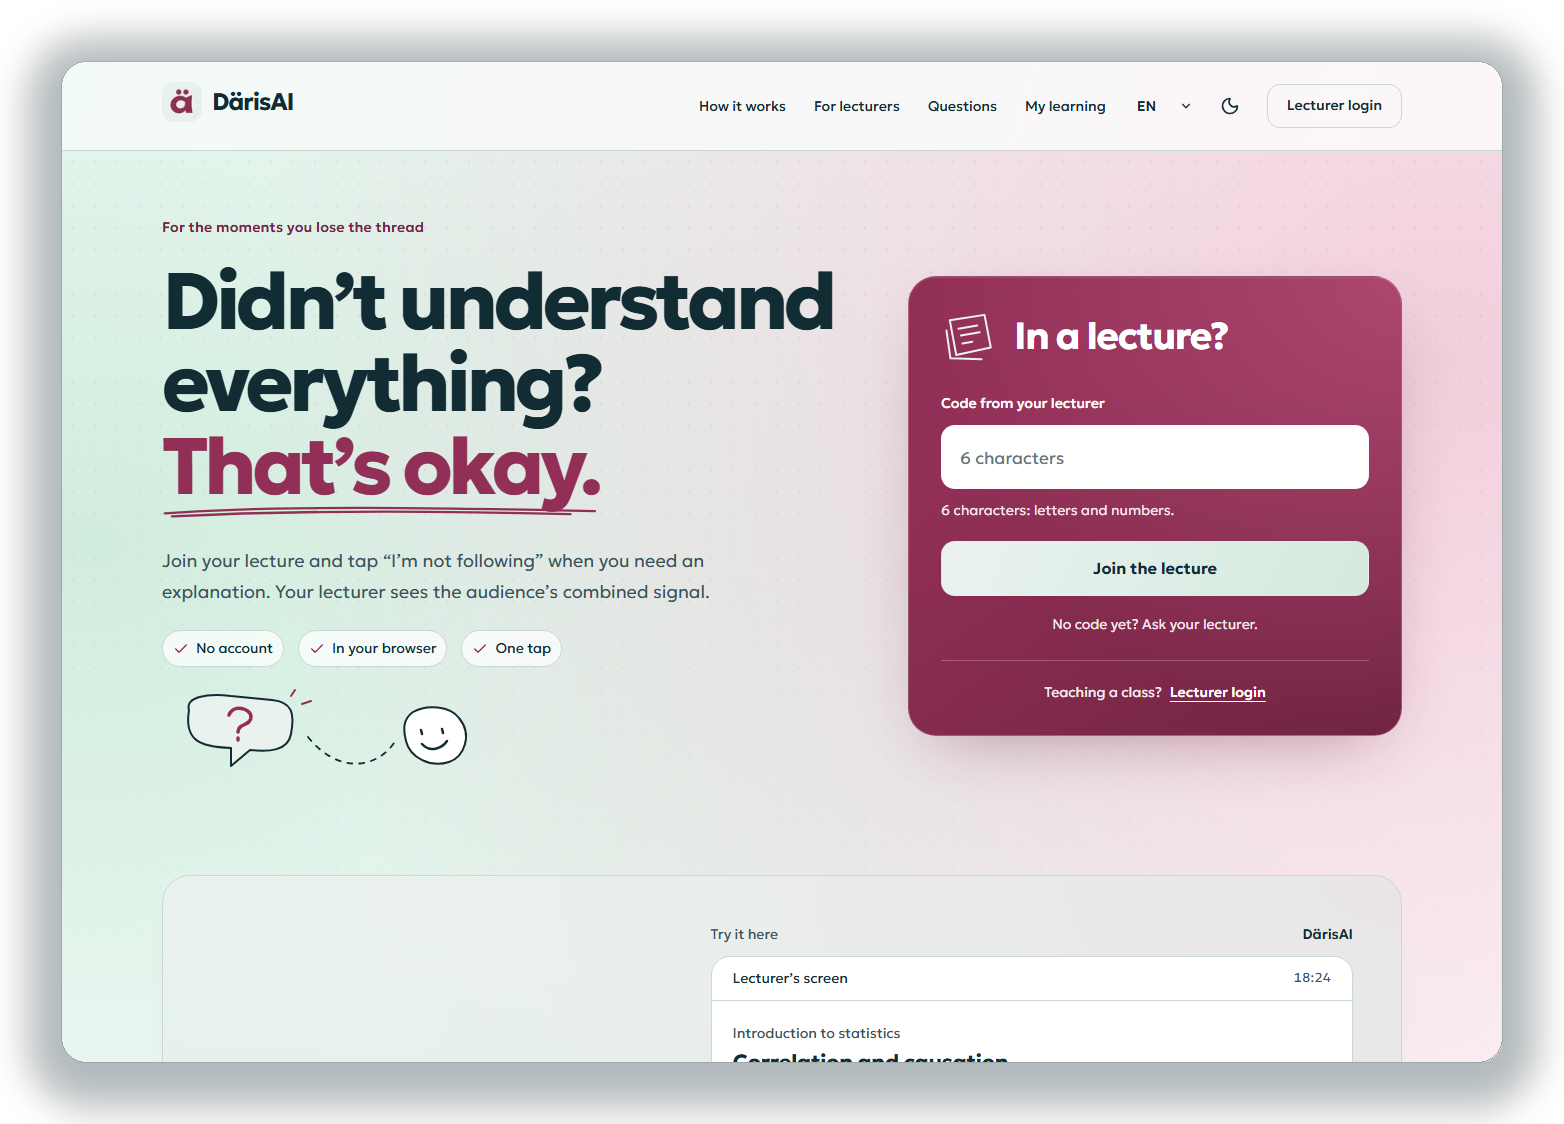 ä DärisAI
How it works
For lecturers
Questions
My learning
EN
Lecturer login
For the moments you lose the thread
Didn’t understand
everything?
That’s okay.
Join your lecture and tap “I’m not following” when you need an
explanation. Your lecturer sees the audience’s combined signal.
No account
In your browser
One tap
?
In a lecture?
Code from your lecturer
6 characters
6 characters: letters and numbers.
Join the lecture
No code yet? Ask your lecturer.
Teaching a class? Lecturer login
Try it here
DärisAI
Lecturer’s screen
18:24
Introduction to statistics
Correlation and causation